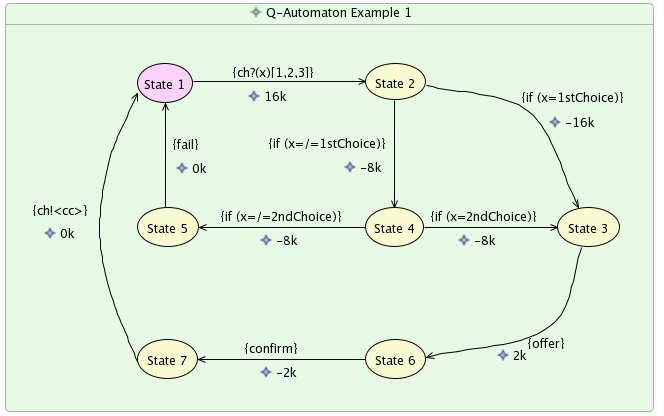 Q-Automaton Example 1
{ch?(x)[1,2,3]}
16k
State 1
State 2
{if (x=1stChoice)}
-16k
{fail}
0k
{if (x=/=1stChoice)}
-8k
{ch!<cc>}
0k
State 5
{if (x=/=2ndChoice)}
-8k
State 4
{if (x=2ndChoice)}
-8k
State 3
State 7
{confirm}
-2k
State 6
{offer}
2k